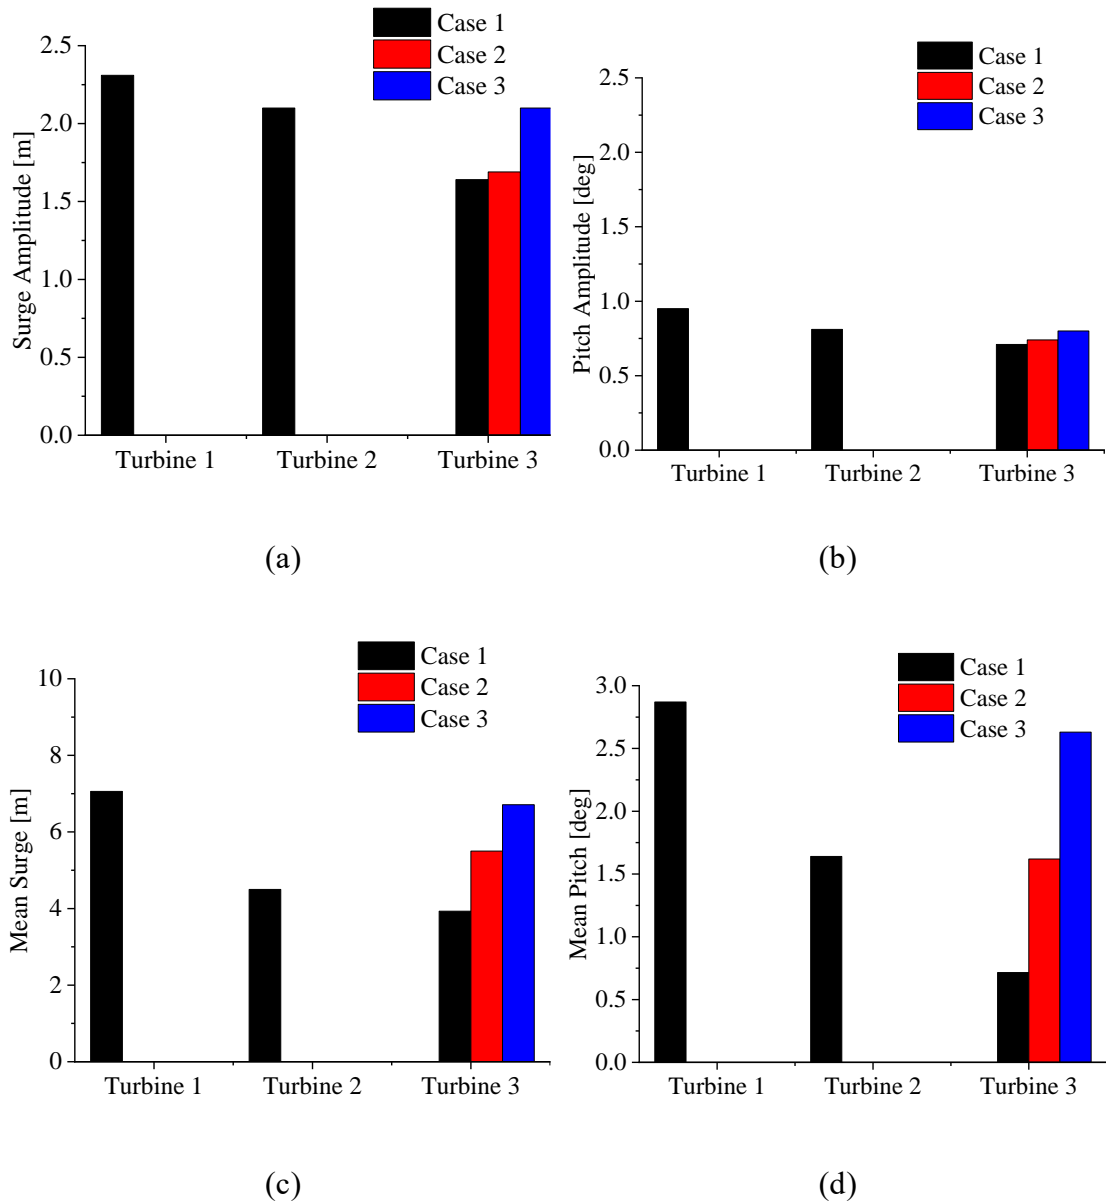 Case 1
Case 2
Case 3
2.5
2.0
1.5
1.0
0.5
0.0
Surge Amplitude [m]
Turbine 1 Turbine 2 Turbine 3
(a)
Case 1
Case 2
Case 3
2.5
2.0
1.5
1.0
0.5
0.0
Pitch Amplitude [deg]
Turbine 1 Turbine 2 Turbine 3
(b)
Case 1
Case 2
Case 3
10
8
6
4
2
0
Mean Surge [m]
Turbine 1 Turbine 2 Turbine 3
(c)
Case 1
Case 2
Case 3
3.0
2.5
2.0
1.5
1.0
0.5
0.0
Mean Pitch [deg]
Turbine 1 Turbine 2 Turbine 3
(d)